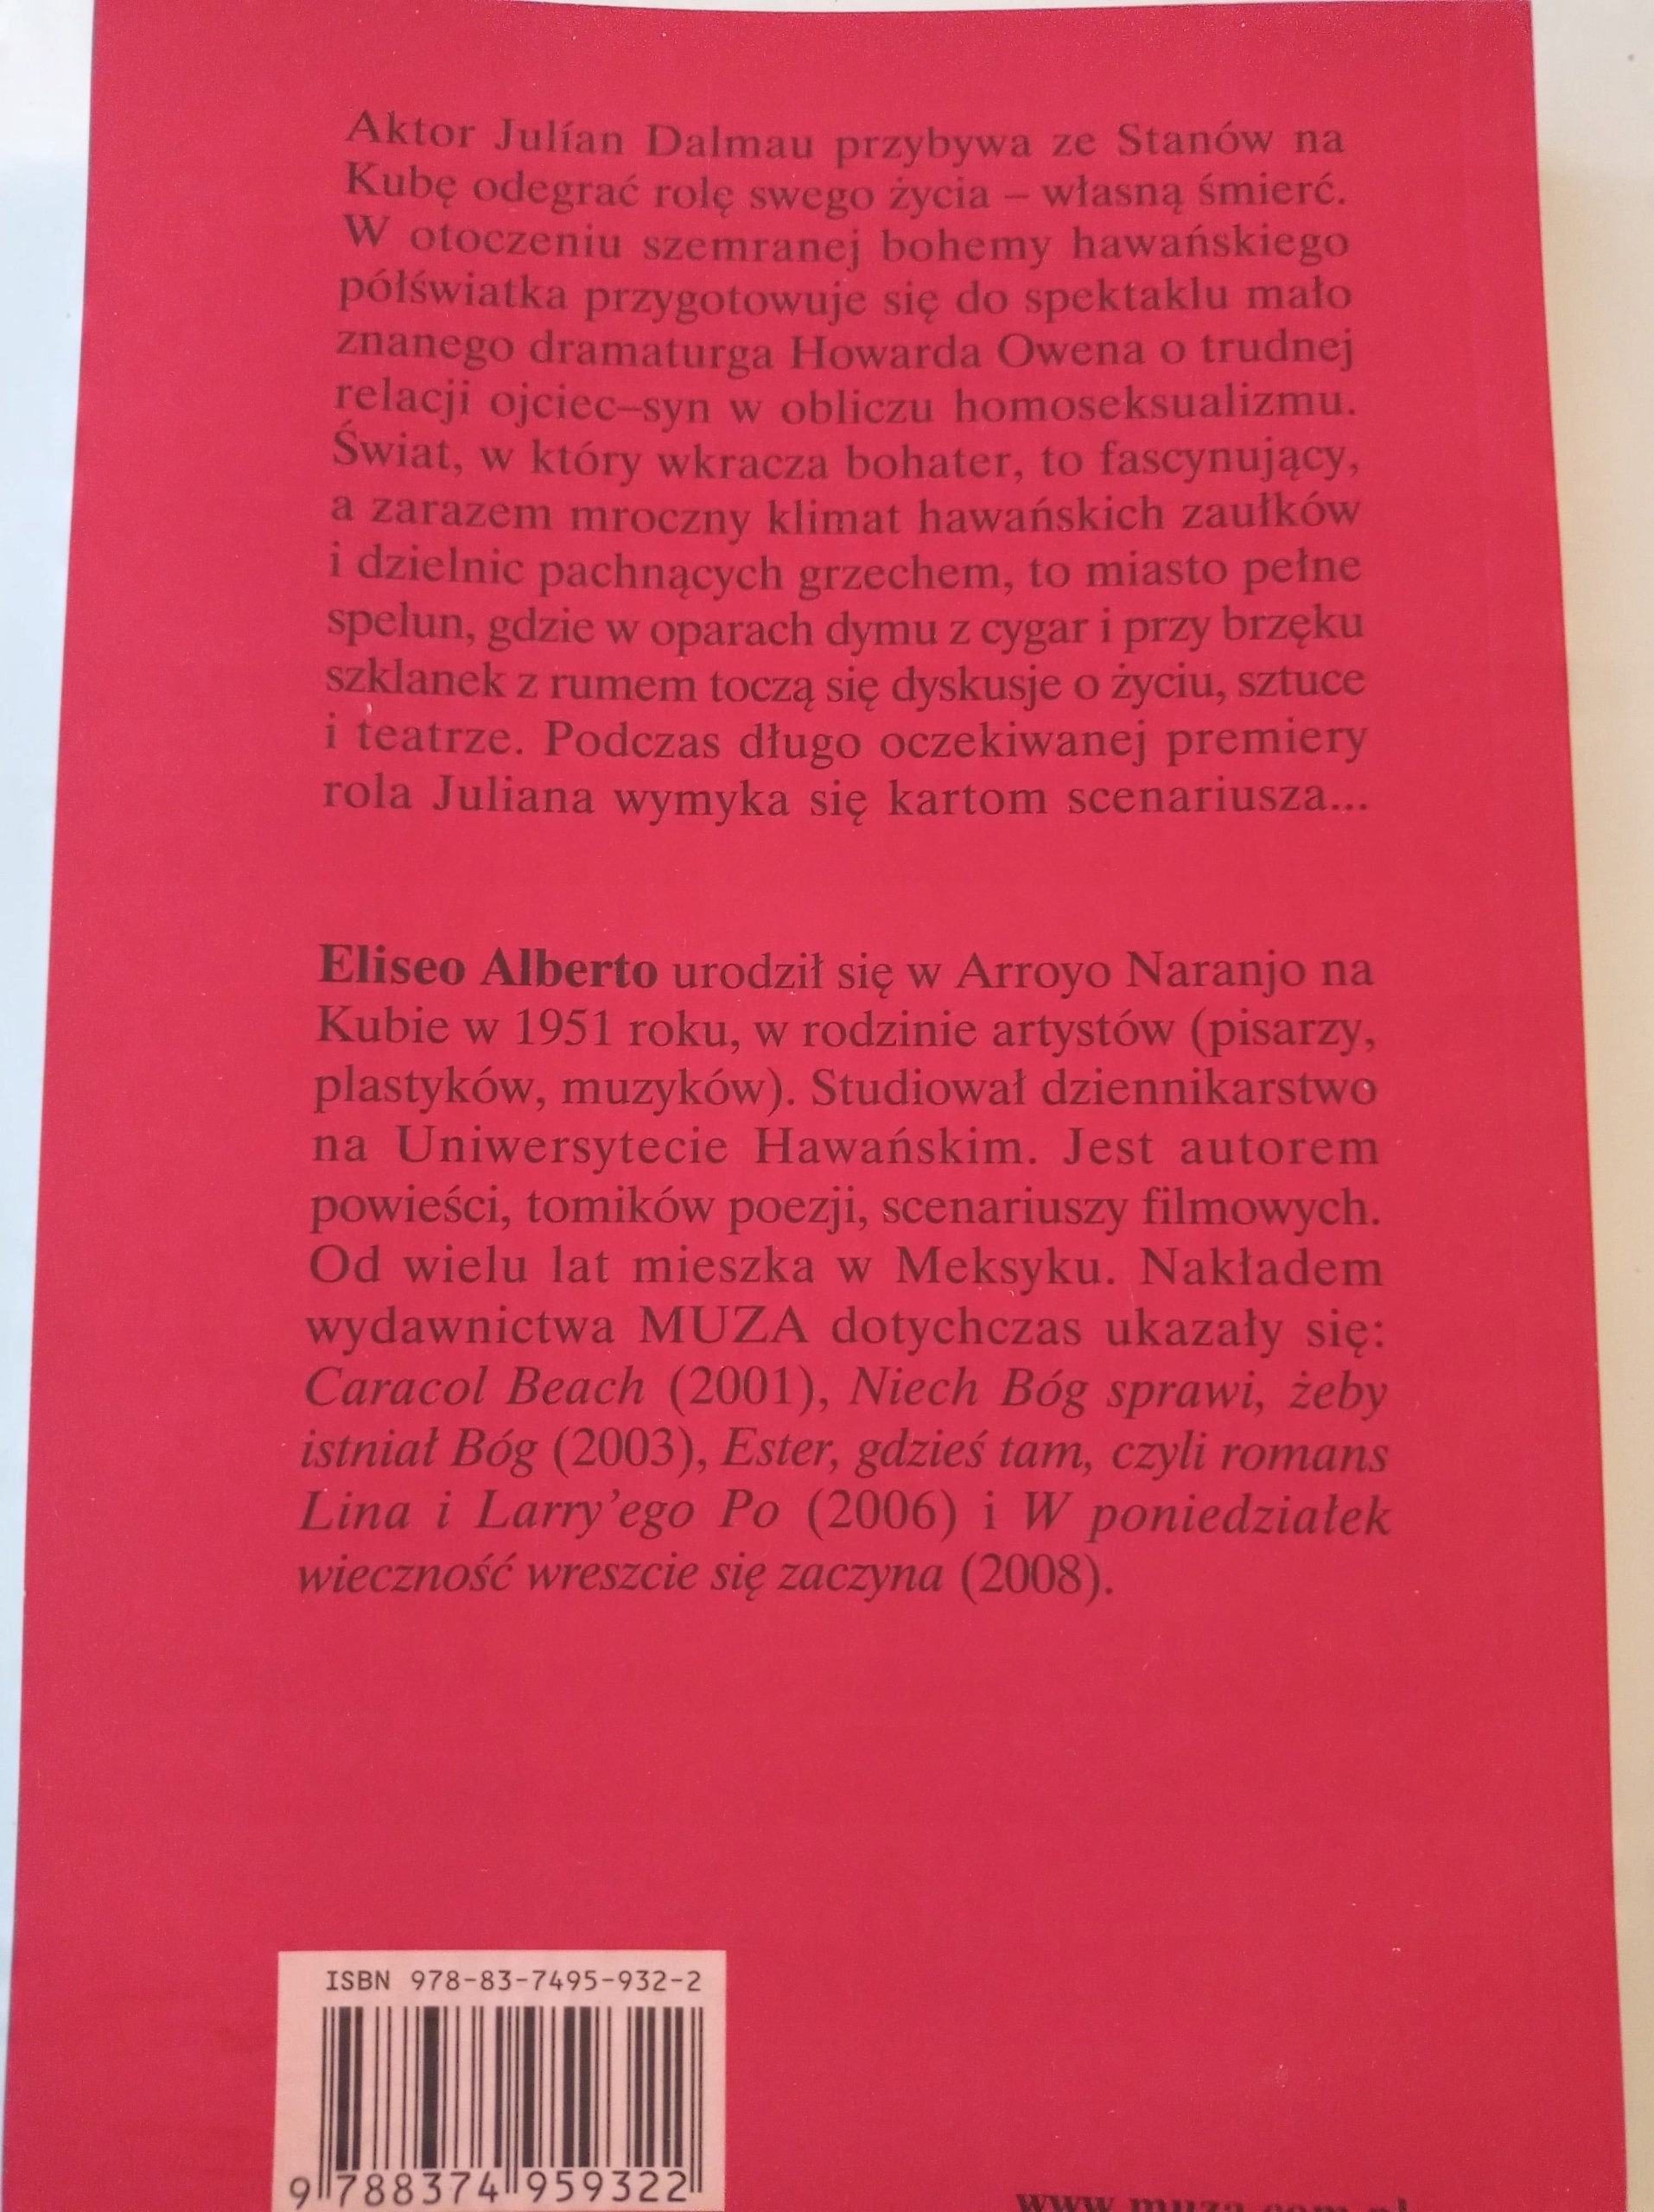 Aktor Julían Dalmau przybywa ze Stanów na
Kubę odegrać rolę swego życia – własną śmierć.
W otoczeniu szemranej bohemy hawańskiego
półświatka przygotowuje się do spektaklu mało
znanego dramaturga Howarda Owena o trudnej
relacji ojciec–syn w obliczu homoseksualizmu.
Świat, w który wkracza bohater, to fascynujący,
a zarazem mroczny klimat hawańskich zaułków
i dzielnic pachnących grzechem, to miasto pełne
spelun, gdzie w oparach dymu z cygar i przy brzęku
szklanek z rumem toczą się dyskusje o życiu, sztuce
i teatrze. Podczas długo oczekiwanej premiery
rola Juliana wymyka się kartom scenariusza...
Eliseo Alberto urodził się w Arroyo Naranjo na
Kubie w 1951 roku, w rodzinie artystów (pisarzy,
plastyków, muzyków). Studiował dziennikarstwo
na Uniwersytecie Hawańskim. Jest autorem
powieści, tomików poezji, scenariuszy filmowych.
Od wielu lat mieszka w Meksyku. Nakładem
wydawnictwa MUZA dotychczas ukazały się:
Caracol Beach (2001), Niech Bóg sprawi, żeby
istniał Bóg (2003), Ester, gdzieś tam, czyli romans
Lina i Larry'ego Po (2006) i W poniedziałek
wieczność wreszcie się zaczyna (2008).
ISBN 978-83-7495-932-2
9 788374 959322
www.muza.com.pl